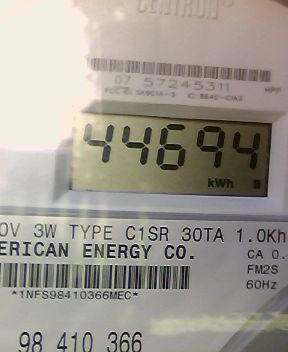 CENTRON®
07 57245311
44694
kWh
0V 3W TYPE C1SR 30TA 1.0Kh
ERICAN ENERGY CO.
CA 0.
FM2S
*1NFS98410366MEC*
60Hz
98 410 366